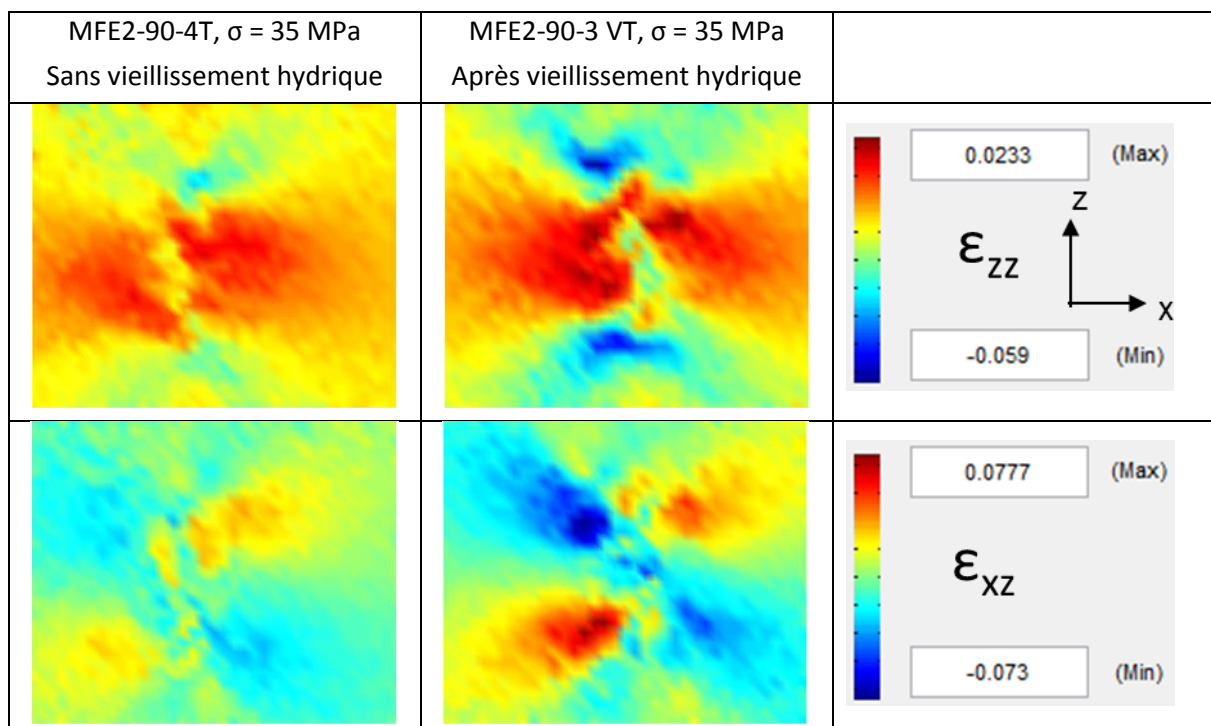 MFE2-90-4T, σ = 35 MPa
Sans vieillissement hydrique
MFE2-90-3 VT, σ = 35 MPa
Après vieillissement hydrique
0.0233 (Max)
εzz
z
x
-0.059 (Min)
0.0777 (Max)
εxz
-0.073 (Min)